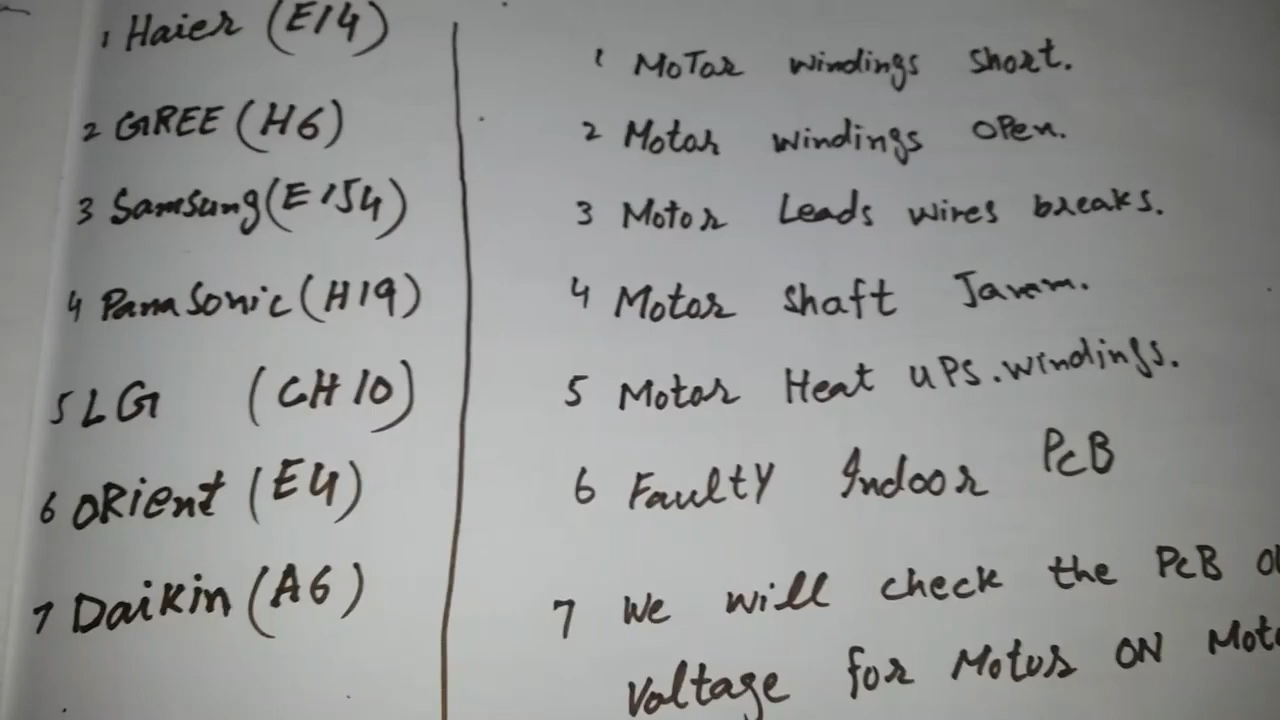 1 Haier (E14)
2 GREE (H6)
3 Samsung (E154)
4 Panasonic (H19)
5 LG (CH10)
6 ORient (E4)
7 Daikin (A6)
1 MoTor windings short.
2 Motor windings OPen.
3 Motor Leads wires breaks.
4 Motor shaft Jamm.
5 Motor Heat UPS. windings.
6 FaultY Indoor PcB
7 We will check the PcB
Voltage for Motor ON